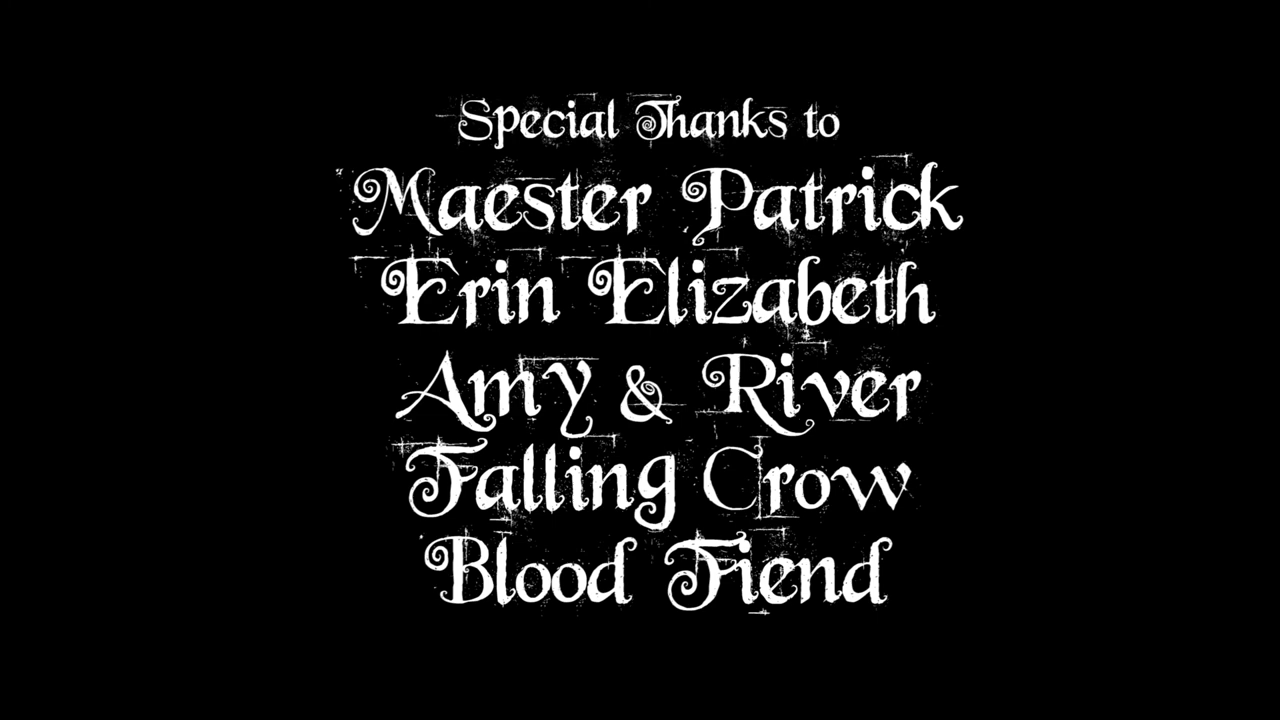 Special Thanks to
Maester Patrick
Erin Elizabeth
Amy & River
Falling Crow
Blood Fiend